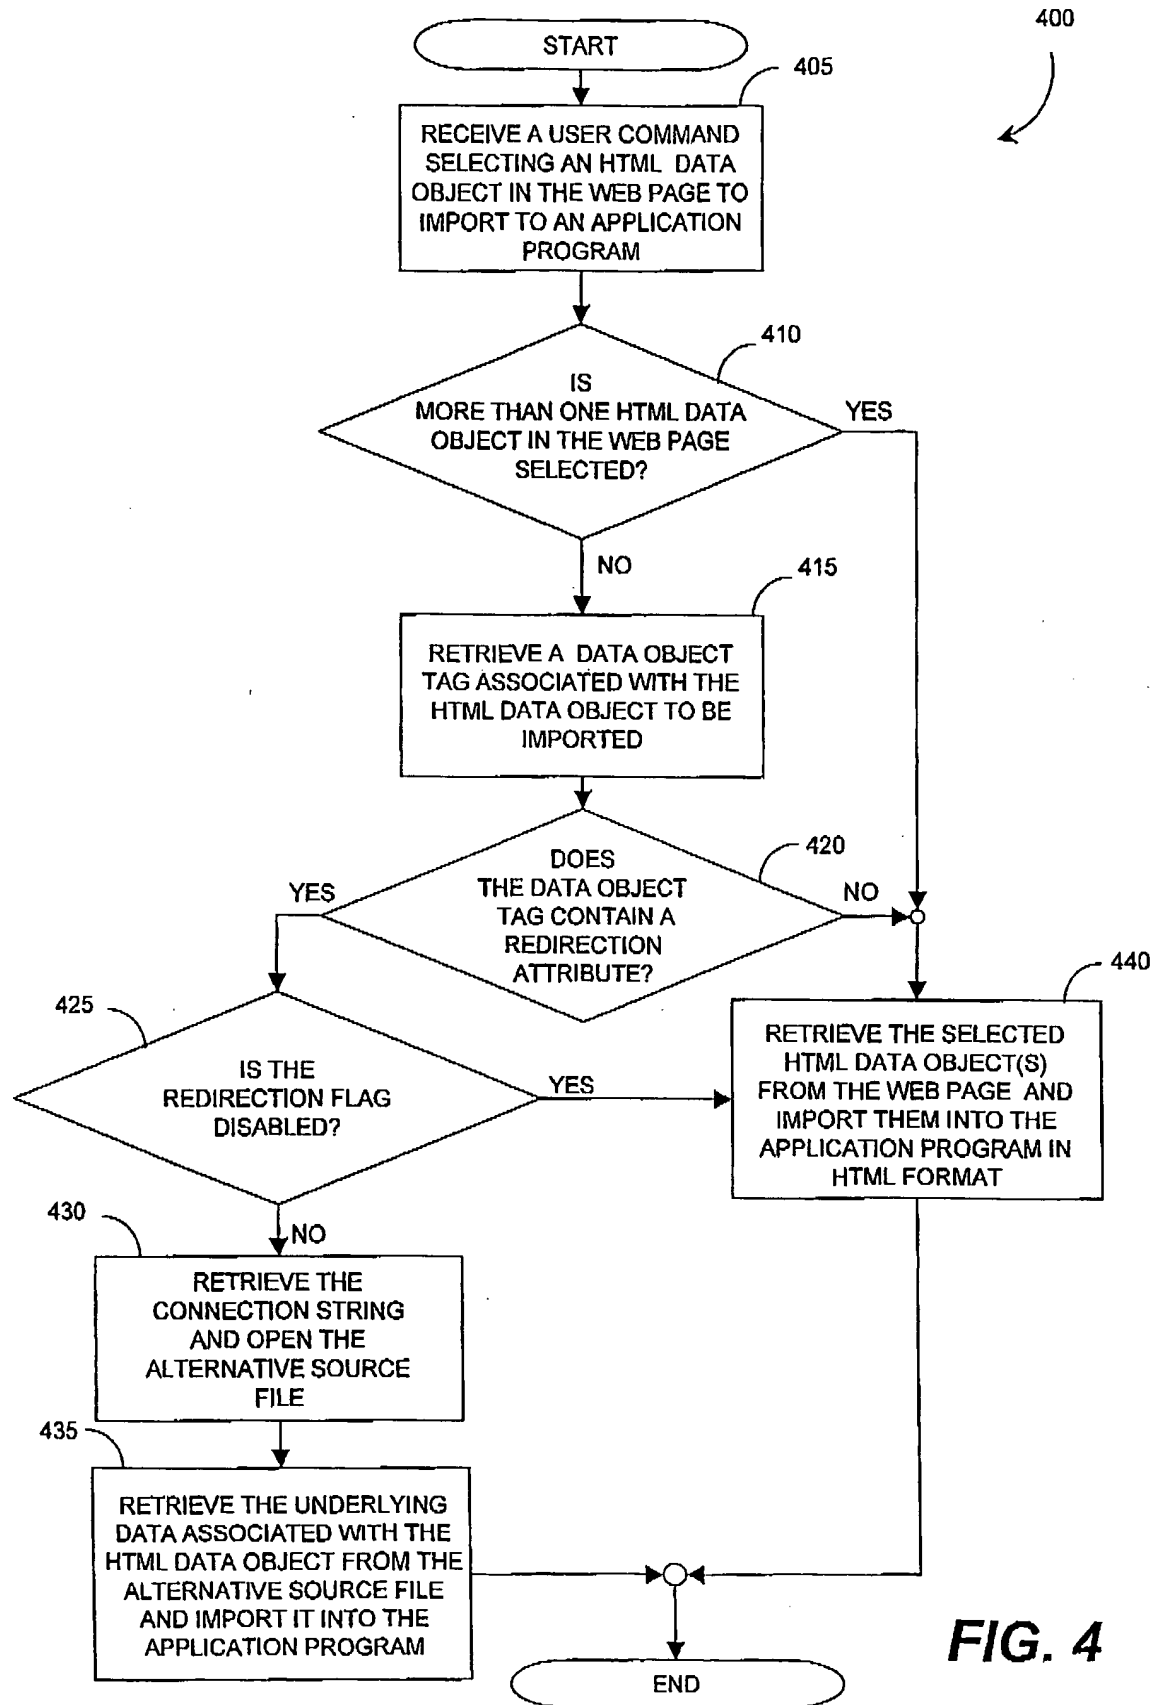 400
START
405
RECEIVE A USER COMMAND
SELECTING AN HTML DATA
OBJECT IN THE WEB PAGE TO
IMPORT TO AN APPLICATION
PROGRAM
410
IS
MORE THAN ONE HTML DATA
OBJECT IN THE WEB PAGE
SELECTED?
YES
NO
415
RETRIEVE A DATA OBJECT
TAG ASSOCIATED WITH THE
HTML DATA OBJECT TO BE
IMPORTED
420
DOES
THE DATA OBJECT
TAG CONTAIN A
REDIRECTION
ATTRIBUTE?
YES
NO
425
IS THE
REDIRECTION FLAG
DISABLED?
YES
440
RETRIEVE THE SELECTED
HTML DATA OBJECT(S)
FROM THE WEB PAGE AND
IMPORT THEM INTO THE
APPLICATION PROGRAM IN
HTML FORMAT
NO
430
RETRIEVE THE
CONNECTION STRING
AND OPEN THE
ALTERNATIVE SOURCE
FILE
435
RETRIEVE THE UNDERLYING
DATA ASSOCIATED WITH THE
HTML DATA OBJECT FROM THE
ALTERNATIVE SOURCE FILE
AND IMPORT IT INTO THE
APPLICATION PROGRAM
END
FIG. 4